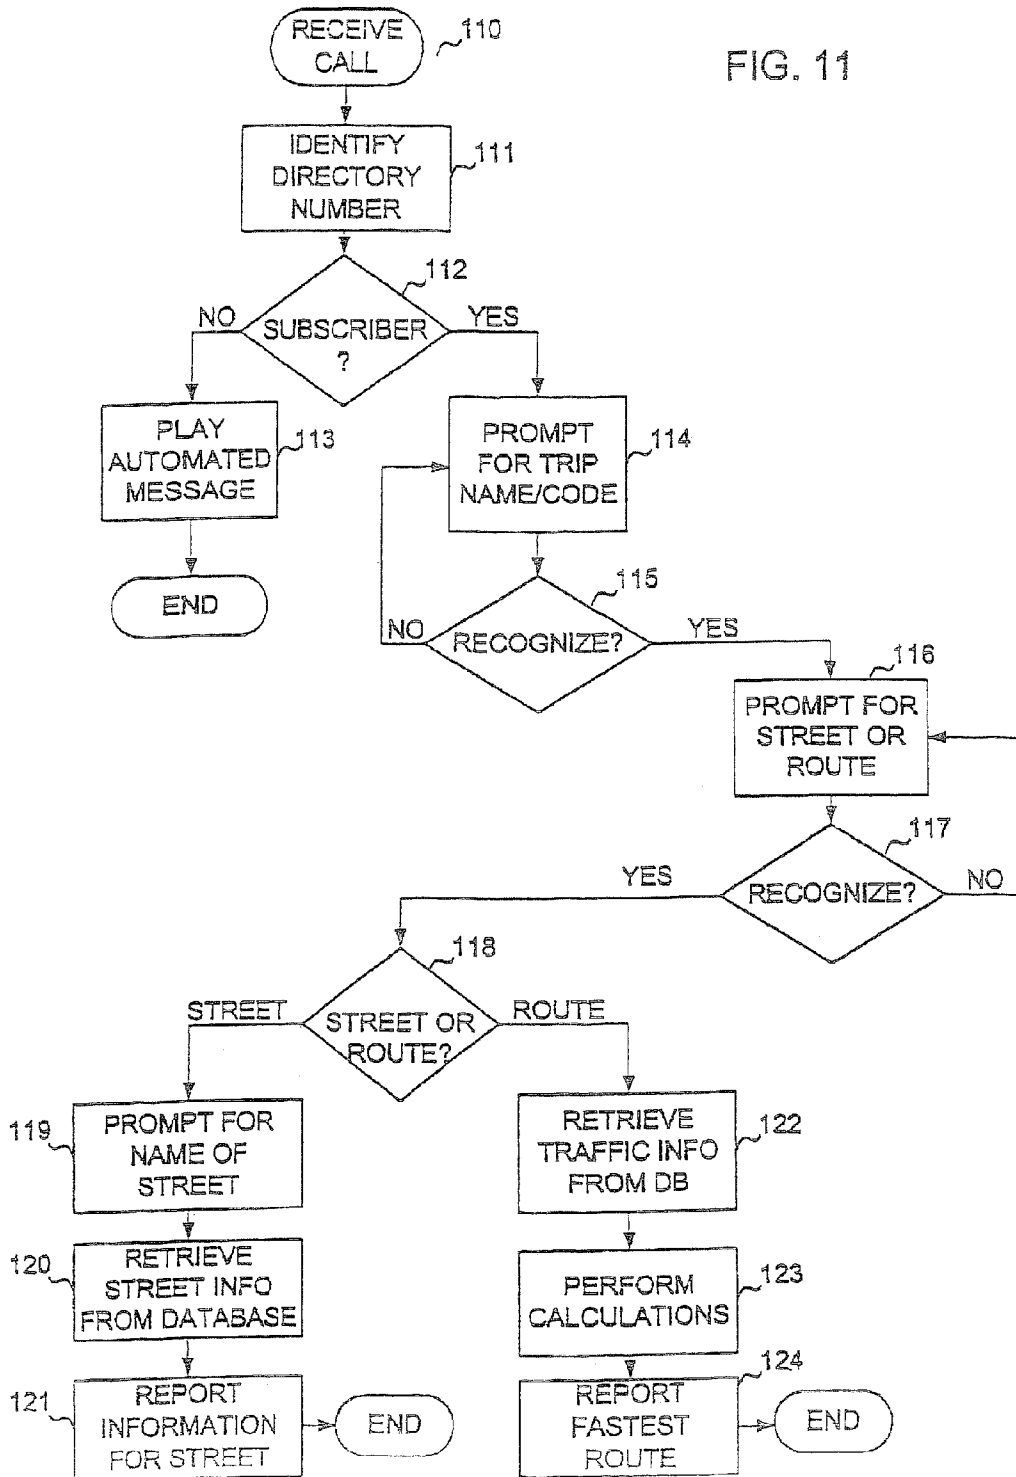 RECEIVE
CALL
110
FIG. 11
IDENTIFY
DIRECTORY
NUMBER
111
112
NO
SUBSCRIBER
?
YES
PLAY
AUTOMATED
MESSAGE
113
PROMPT
FOR TRIP
NAME/CODE
114
END
115
NO
RECOGNIZE?
YES
116
PROMPT FOR
STREET OR
ROUTE
117
YES
RECOGNIZE?
NO
118
STREET
STREET OR
ROUTE?
ROUTE
119
PROMPT FOR
NAME OF
STREET
RETRIEVE
TRAFFIC INFO
FROM DB
122
120
RETRIEVE
STREET INFO
FROM DATABASE
PERFORM
CALCULATIONS
123
121
REPORT
INFORMATION
FOR STREET
END
124
REPORT
FASTEST
ROUTE
END